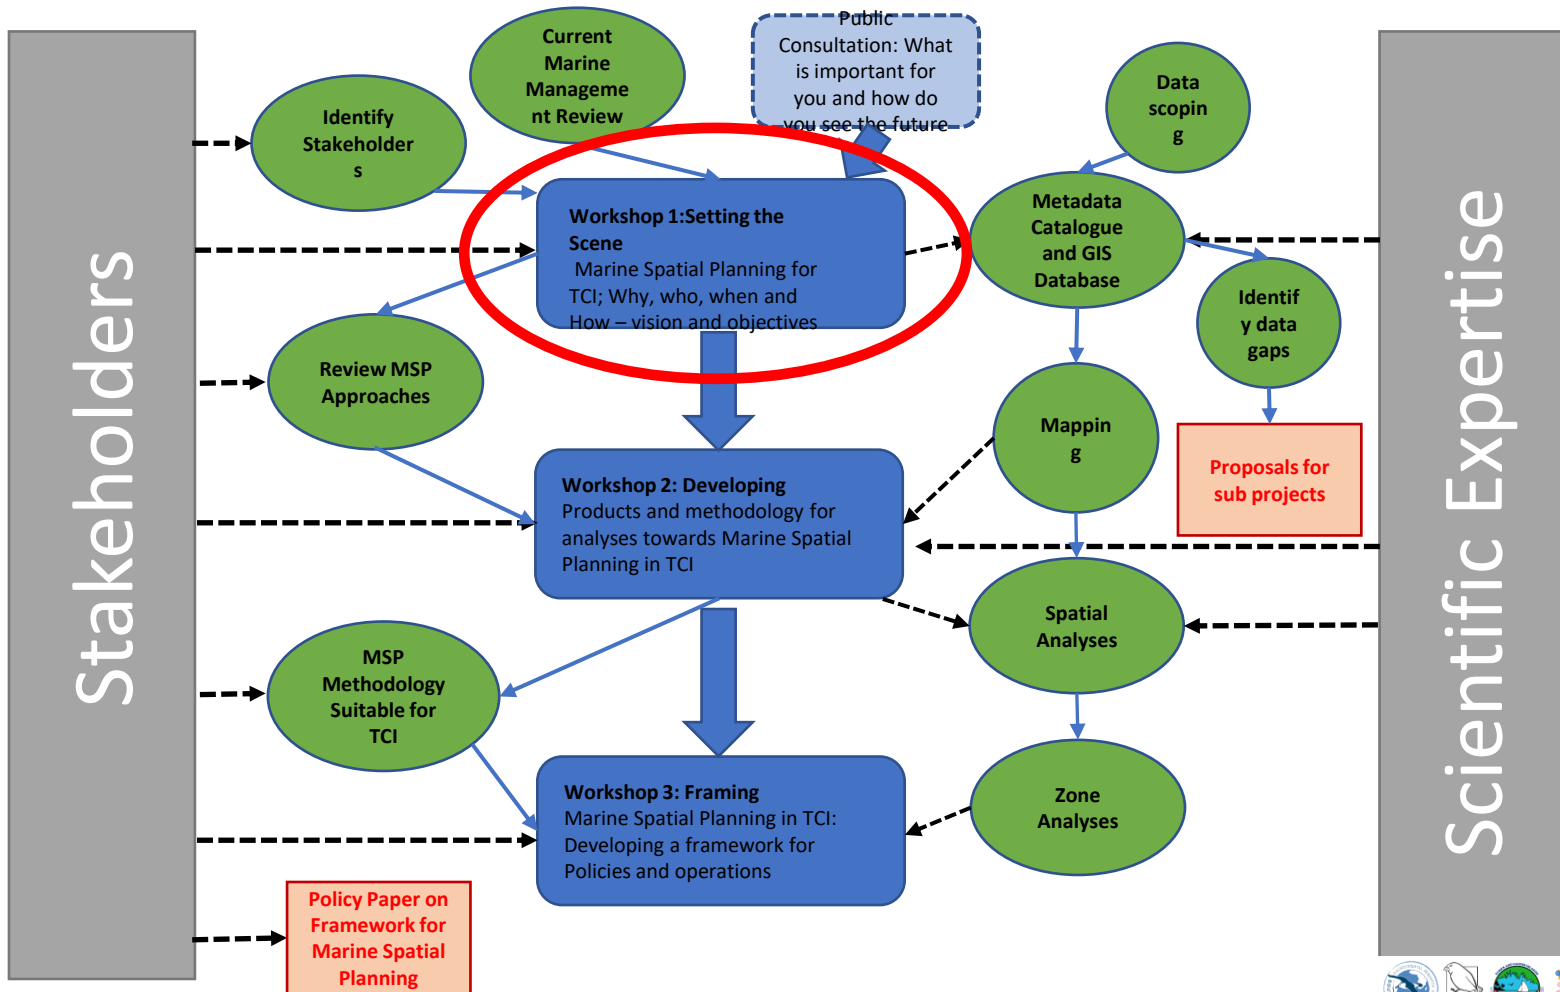 Stakeholders
Identify
Stakeholder
s
Current
Marine
Manageme
nt Review
Public
Consultation: What
is important for
you and how do
you see the future
Data
scopin
g
Workshop 1:Setting the
Scene
Marine Spatial Planning for
TCI; Why, who, when and
How – vision and objectives
Metadata
Catalogue
and GIS
Database
Identif
y data
gaps
Review MSP
Approaches
Mappin
g
Proposals for
sub projects
Workshop 2: Developing
Products and methodology for
analyses towards Marine Spatial
Planning in TCI
Spatial
Analyses
MSP
Methodology
Suitable for
TCI
Workshop 3: Framing
Marine Spatial Planning in TCI:
Developing a framework for
Policies and operations
Zone
Analyses
Policy Paper on
Framework for
Marine Spatial
Planning
Scientific Expertise